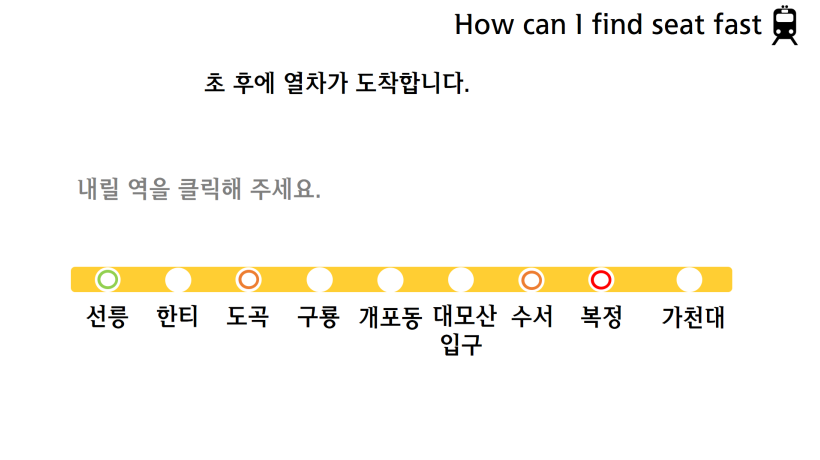 How can I find seat fast
초 후에 열차가 도착합니다.
내릴 역을 클릭해 주세요.
선릉 한티 도곡 구룡 개포동 대모산 수서 복정 가천대
입구